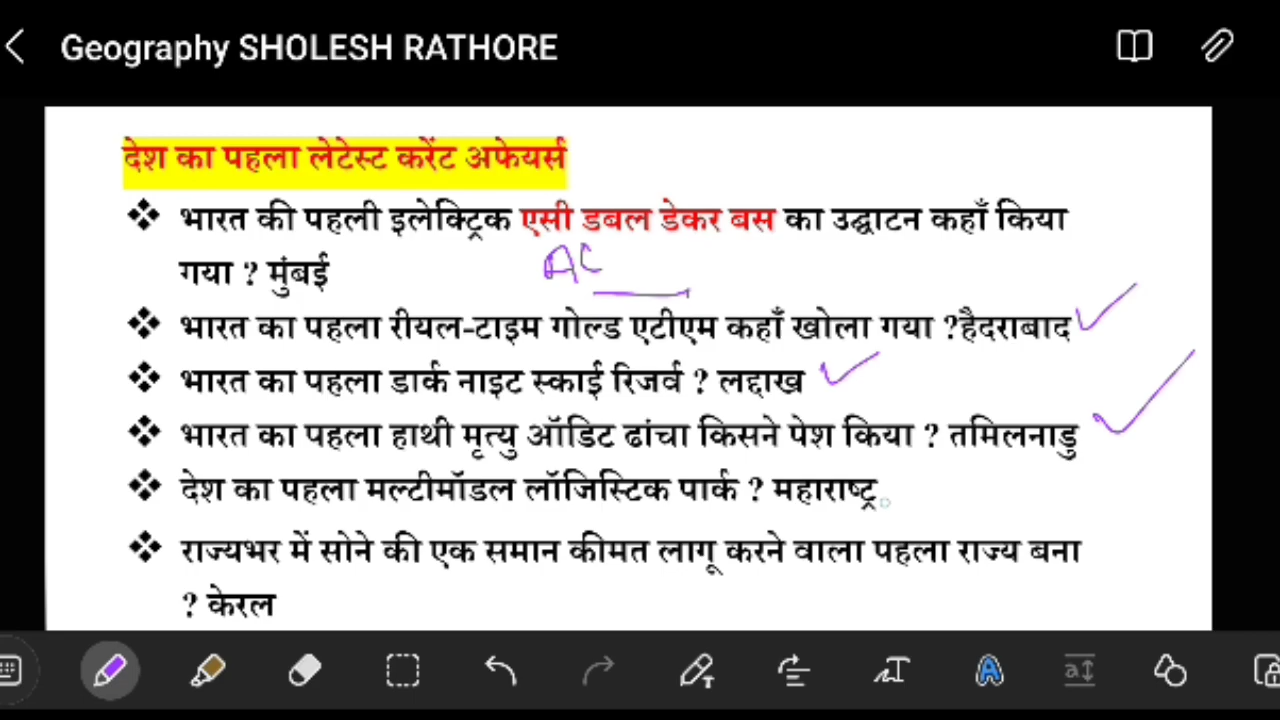 Geography SHOLESH RATHORE
देश का पहला लेटेस्ट करेंट अफेयर्स
❖ भारत की पहली इलेक्ट्रिक एसी डबल डेकर बस का उद्घाटन कहाँ किया
गया ? मुंबई
AC
❖ भारत का पहला रीयल-टाइम गोल्ड एटीएम कहाँ खोला गया ?हैदराबाद
❖ भारत का पहला डार्क नाइट स्काई रिजर्व ? लद्दाख
❖ भारत का पहला हाथी मृत्यु ऑडिट ढांचा किसने पेश किया ? तमिलनाडु
❖ देश का पहला मल्टीमॉडल लॉजिस्टिक पार्क ? महाराष्ट्र
❖ राज्यभर में सोने की एक समान कीमत लागू करने वाला पहला राज्य बना
? केरल